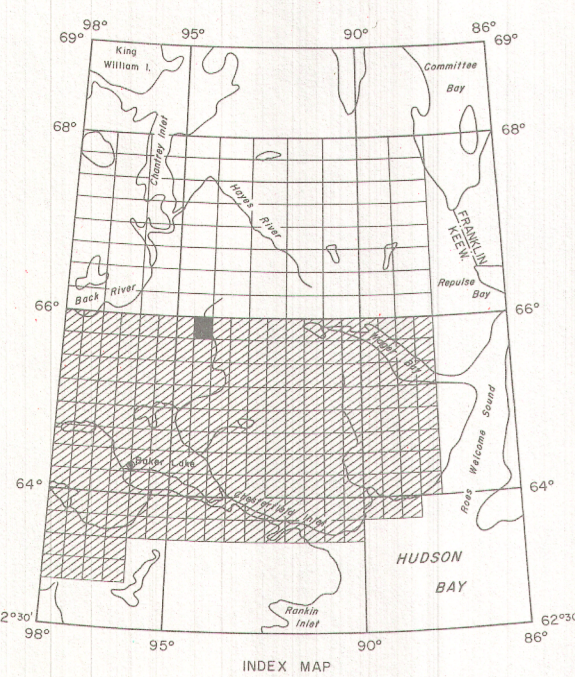 98° 95° 90° 86°
69° 69°
King
William I.
Committee
Bay
68° 68°
Chantrey Inlet
Hayes River
FRANKLIN
KEEW.
Repulse
Bay
Back River
66° 66°
Wager Bay
Roes Welcome Sound
Baker Lake
64° 64°
Chesterfield Inlet
HUDSON
BAY
Rankin
Inlet
2°30' 62°30'
98° 95° 90° 86°
INDEX MAP